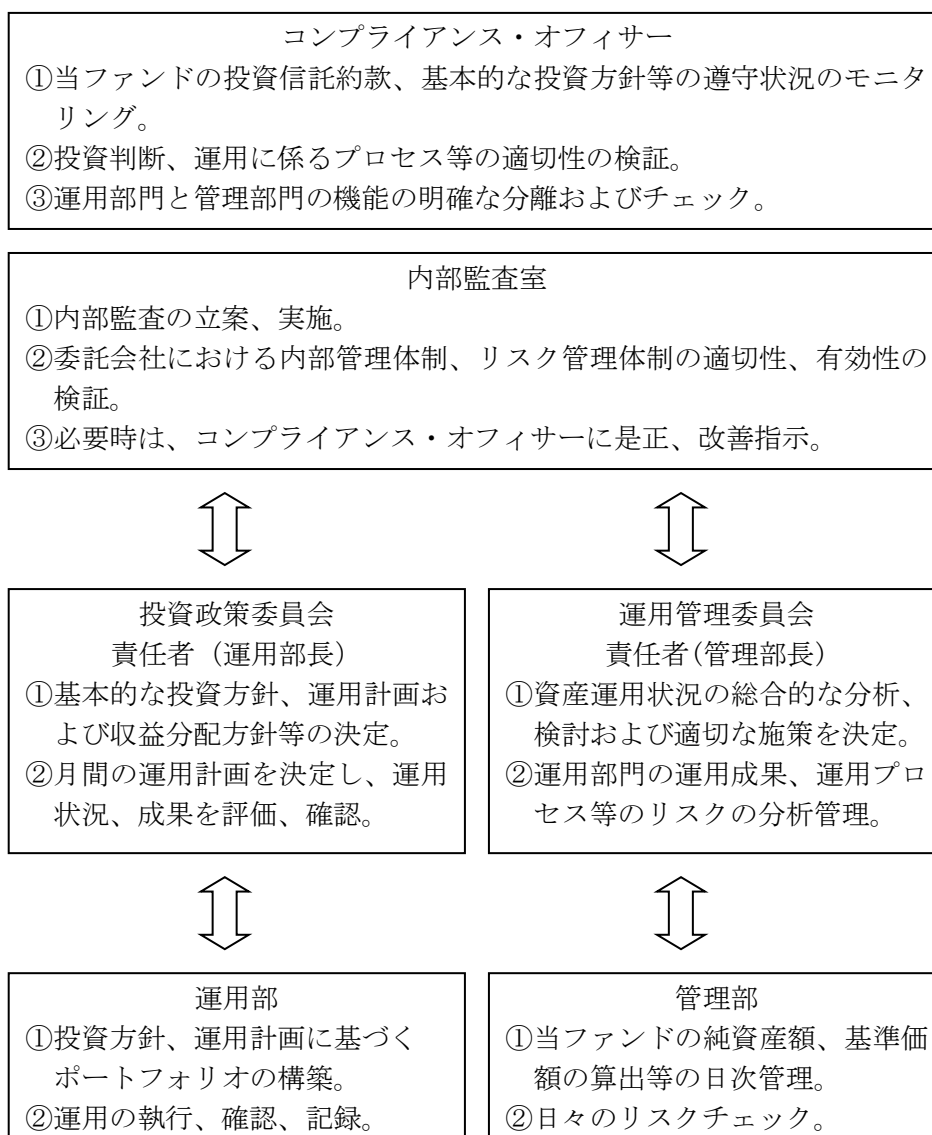 コンプライアンス・オフィサー
①当ファンドの投資信託約款、基本的な投資方針等の遵守状況のモニタ
リング。
②投資判断、運用に係るプロセス等の適切性の検証。
③運用部門と管理部門の機能の明確な分離およびチェック。
内部監査室
①内部監査の立案、実施。
②委託会社における内部管理体制、リスク管理体制の適切性、有効性の
検証。
③必要時は、コンプライアンス・オフィサーに是正、改善指示。
投資政策委員会
責任者（運用部長）
①基本的な投資方針、運用計画お
よび収益分配方針等の決定。
②月間の運用計画を決定し、運用
状況、成果を評価、確認。
運用管理委員会
責任者(管理部長)
①資産運用状況の総合的な分析、
検討および適切な施策を決定。
②運用部門の運用成果、運用プロ
セス等のリスクの分析管理。
運用部
①投資方針、運用計画に基づく
ポートフォリオの構築。
②運用の執行、確認、記録。
管理部
①当ファンドの純資産額、基準価
額の算出等の日次管理。
②日々のリスクチェック。